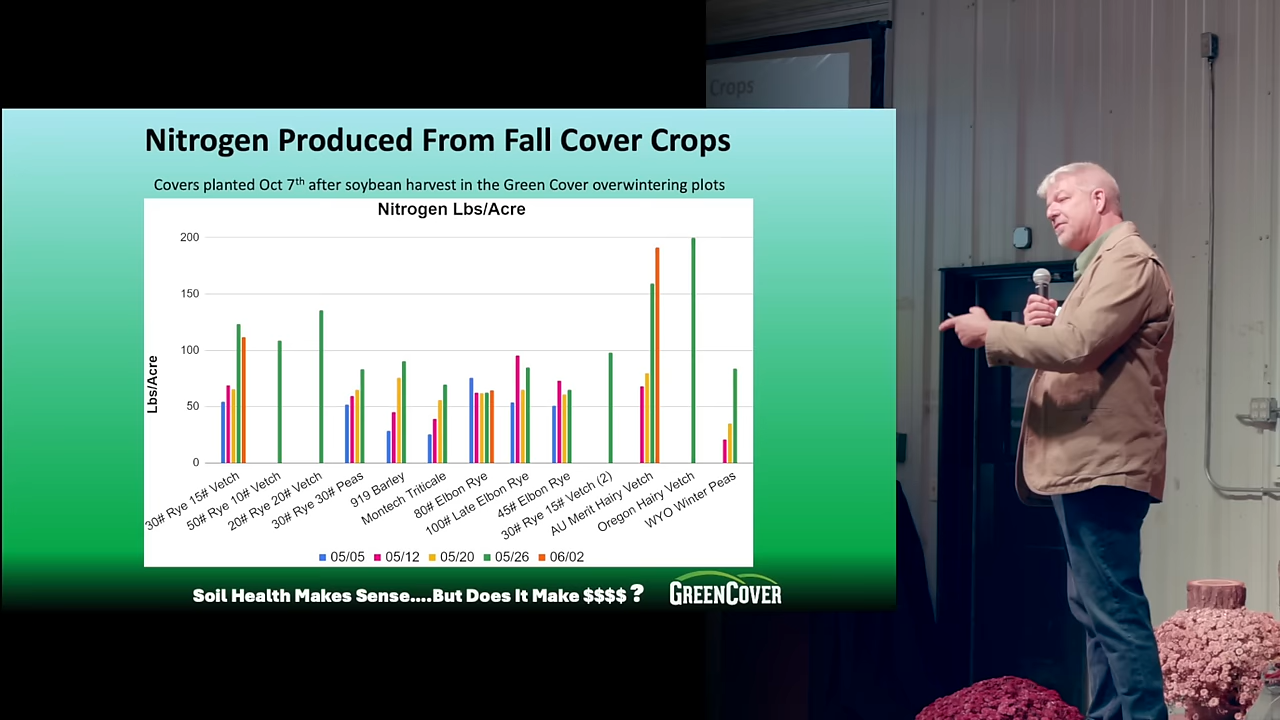 Crops
Nitrogen Produced From Fall Cover Crops
Covers planted Oct 7th after soybean harvest in the Green Cover overwintering plots
Nitrogen Lbs/Acre
Lbs/Acre
200
150
100
50
0
30# Rye 15# Vetch
50# Rye 10# Vetch
20# Rye 20# Vetch
30# Rye 30# Peas
919 Barley
Montech Triticale
80# Elbon Rye
100# Late Elbon Rye
45# Elbon Rye
30# Rye 15# Vetch (2)
AU Merit Hairy Vetch
Oregon Hairy Vetch
WYO Winter Peas
05/05 05/12 05/20 05/26 06/02
Soil Health Makes Sense....But Does It Make $$$$ ?
GREENCOVER